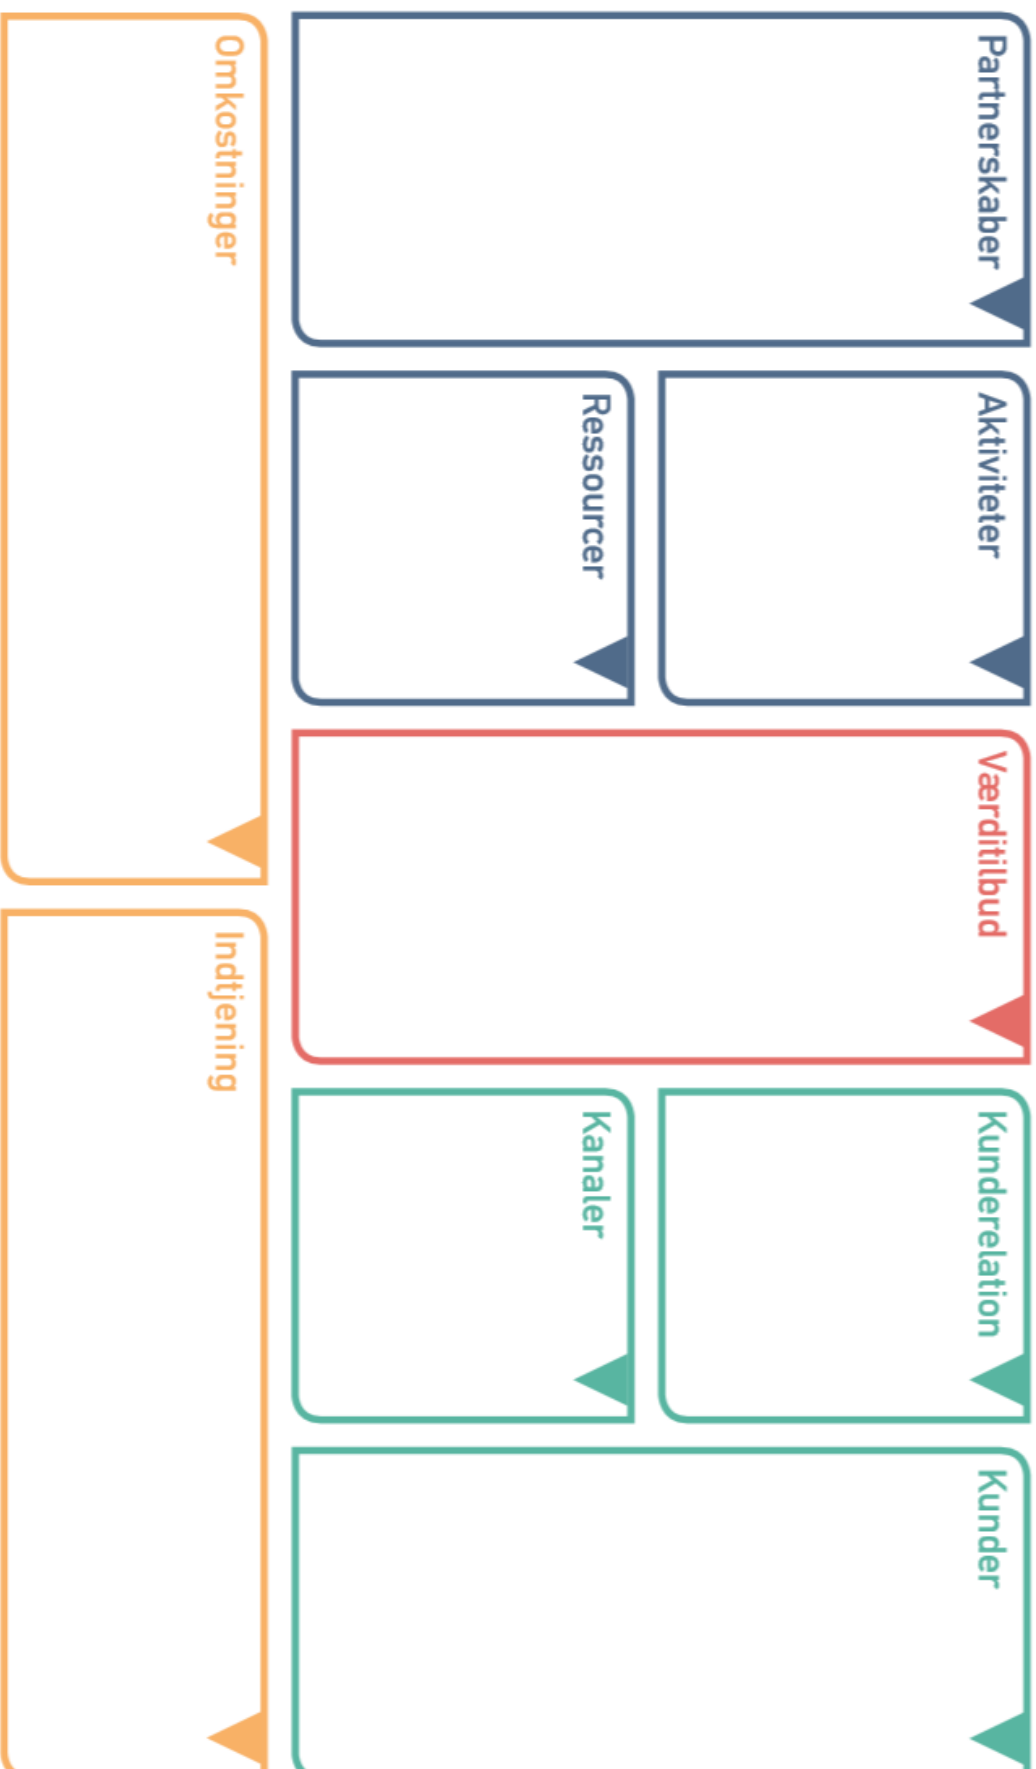 Partnerskaber
Aktiviteter
Ressourcer
Værditilbud
Kunderelation
Kanaler
Kunder
Omkostninger
Indtjening